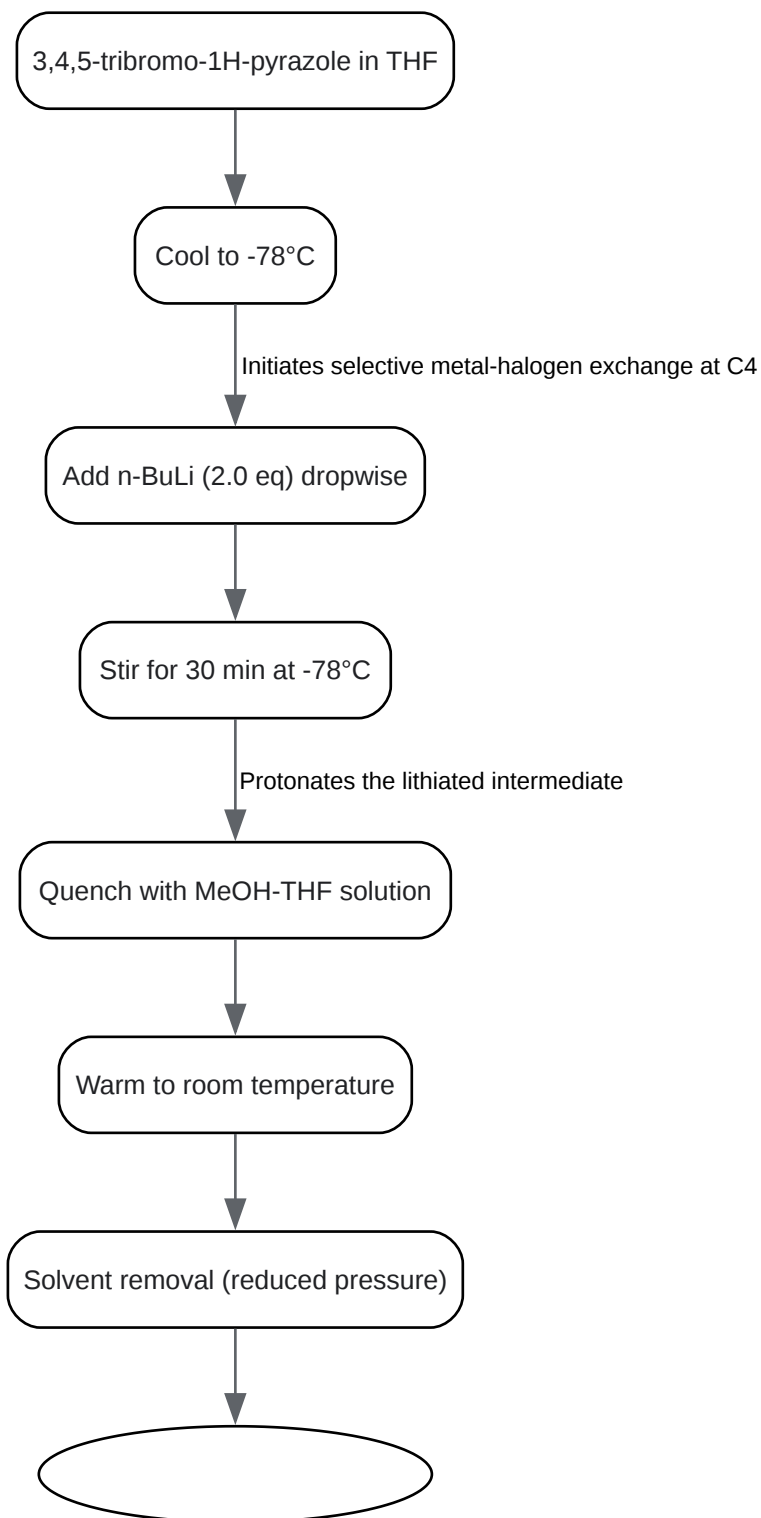 3,4,5-tribromo-1H-pyrazole in THF
Cool to -78°C
Initiates selective metal-halogen exchange at C4
Add n-BuLi (2.0 eq) dropwise
Stir for 30 min at -78°C
Protonates the lithiated intermediate
Quench with MeOH-THF solution
Warm to room temperature
Solvent removal (reduced pressure)